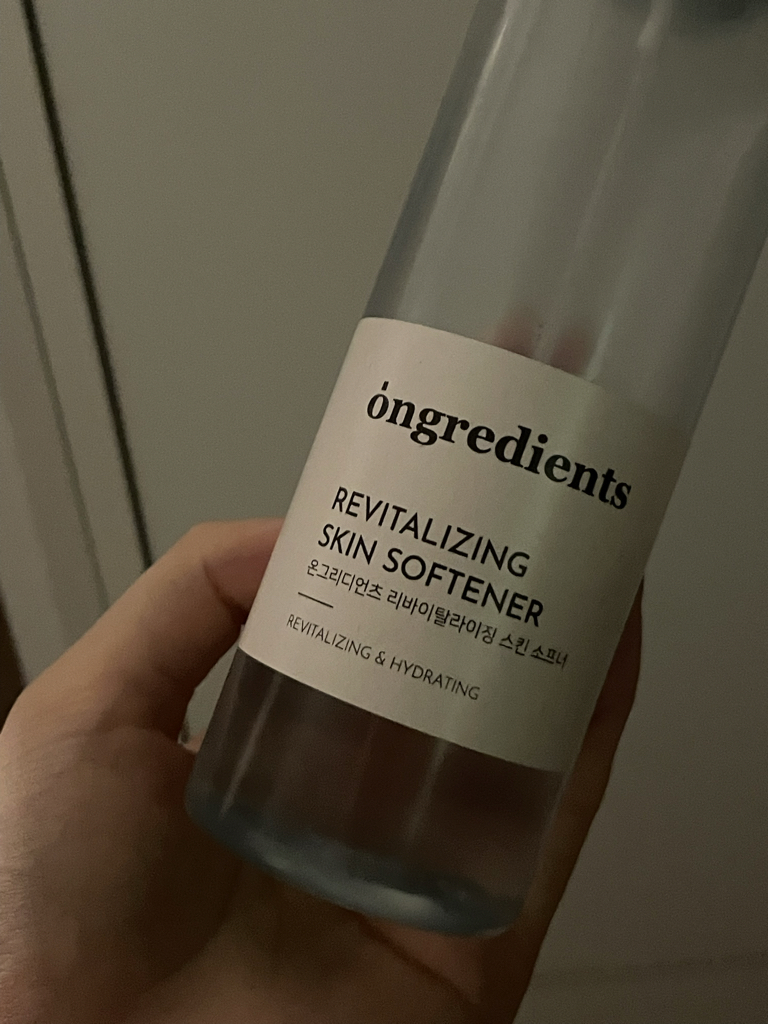 óngredients
REVITALIZING
SKIN SOFTENER
온그리디언츠 리바이탈라이징 스킨 소프너
REVITALIZING & HYDRATING